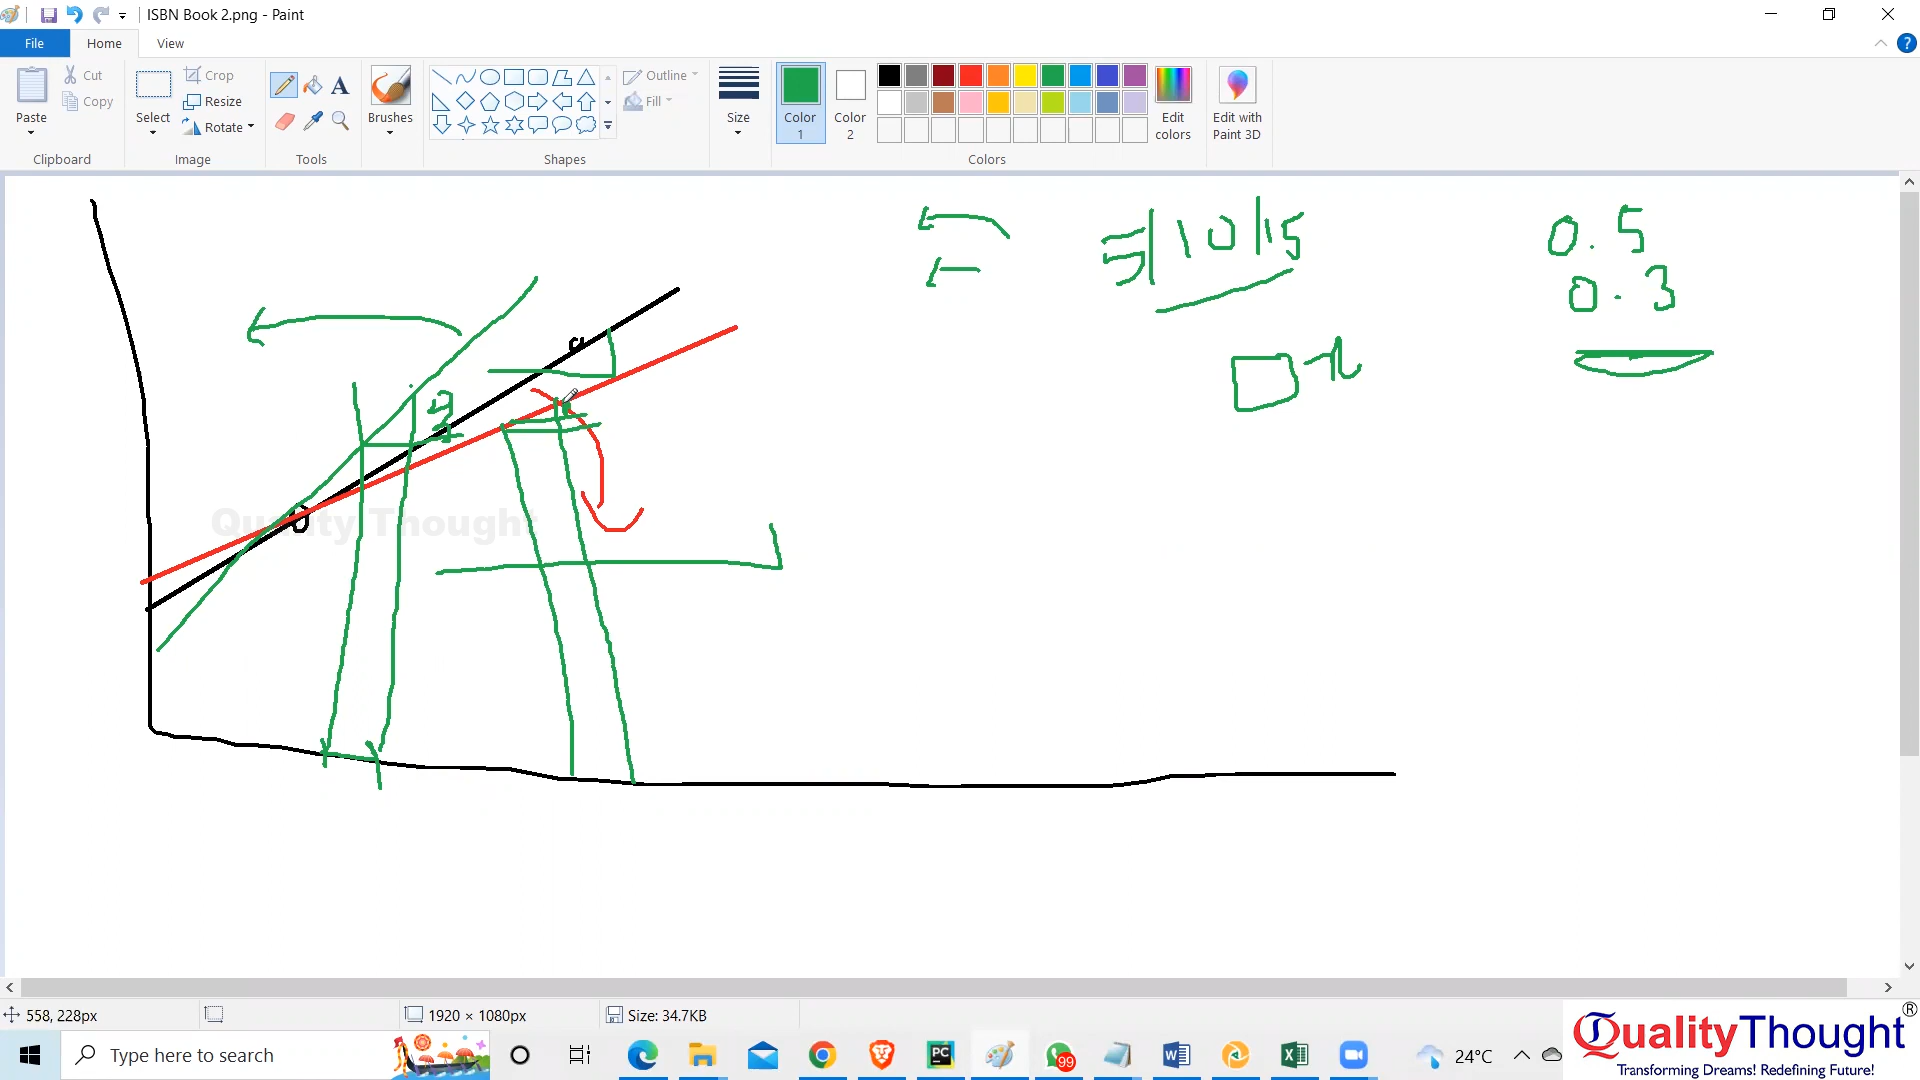 ISBN Book 2.png - Paint
File
Home
View
Paste
Cut
Copy
Clipboard
Select
Crop
Resize
Rotate
Image
A
Tools
Brushes
Outline
Fill
Shapes
Size
Color
1
Color
2
Edit
colors
Edit with
Paint 3D
Colors
?
5|10|15
0.5
0.3
Quality Thought
558, 228px
1920 × 1080px
Size: 34.7KB
Type here to search
PC
99
W
X
24°C
QualityThought®
Transforming Dreams! Redefining Future!